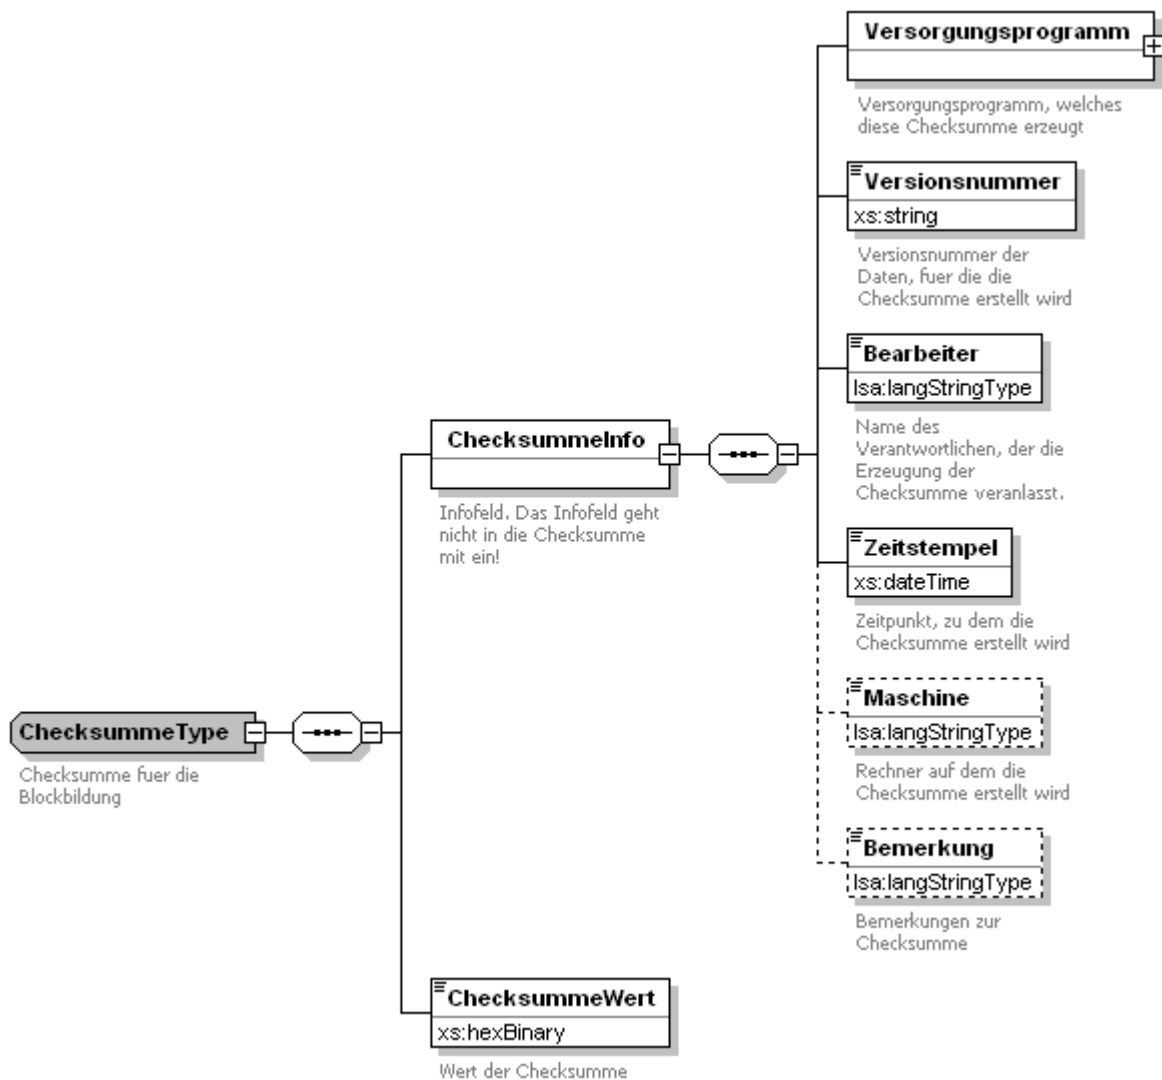 Versorgungsprogramm
Versorgungsprogramm, welches
diese Checksumme erzeugt
Versionsnummer
xs:string
Versionsnummer der
Daten, fuer die die
Checksumme erstellt wird
Bearbeiter
lsa:langStringType
Name des
Verantwortlichen, der die
Erzeugung der
Checksumme veranlasst.
ChecksummeInfo
Infofeld. Das Infofeld geht
nicht in die Checksumme
mit ein!
Zeitstempel
xs:dateTime
Zeitpunkt, zu dem die
Checksumme erstellt wird
Maschine
lsa:langStringType
Rechner auf dem die
Checksumme erstellt wird
ChecksummeType
Checksumme fuer die
Blockbildung
Bemerkung
lsa:langStringType
Bemerkungen zur
Checksumme
ChecksummeWert
xs:hexBinary
Wert der Checksumme